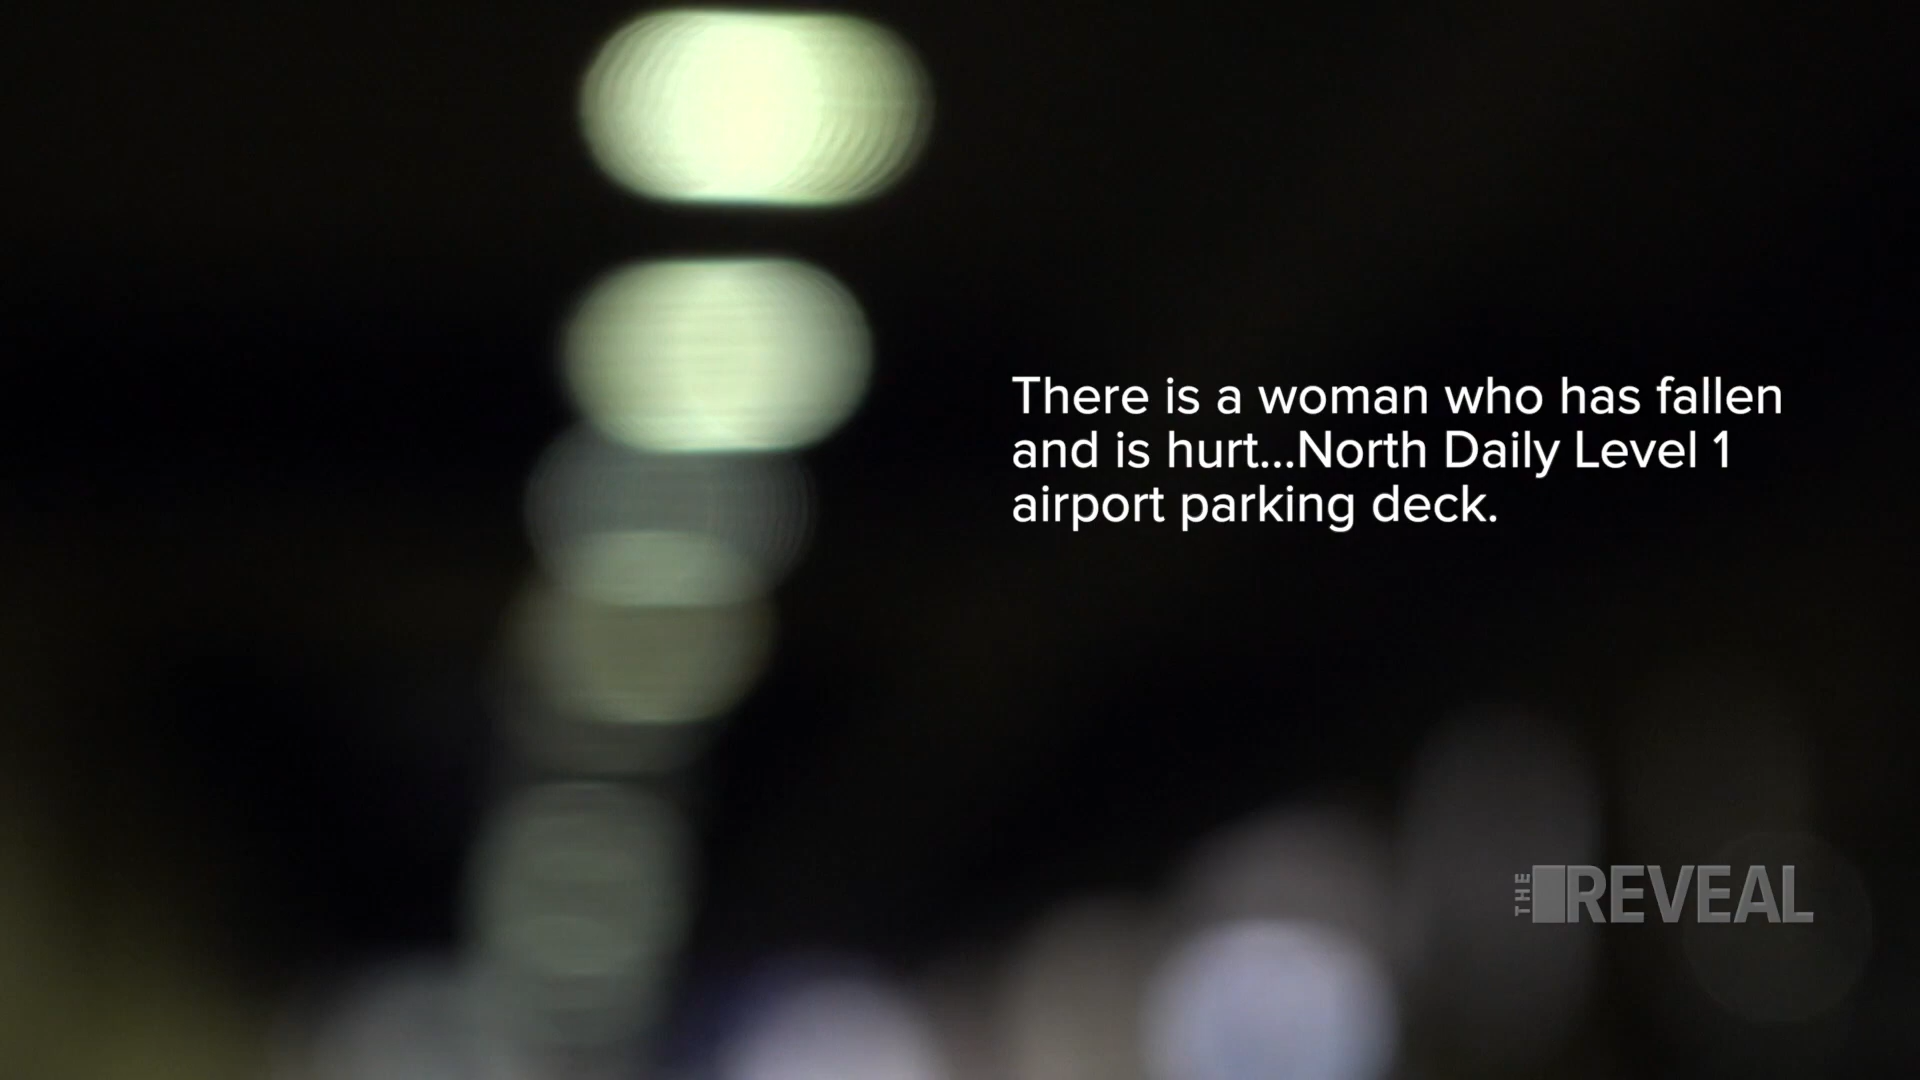 There is a woman who has fallen
and is hurt...North Daily Level 1
airport parking deck.
THE REVEAL